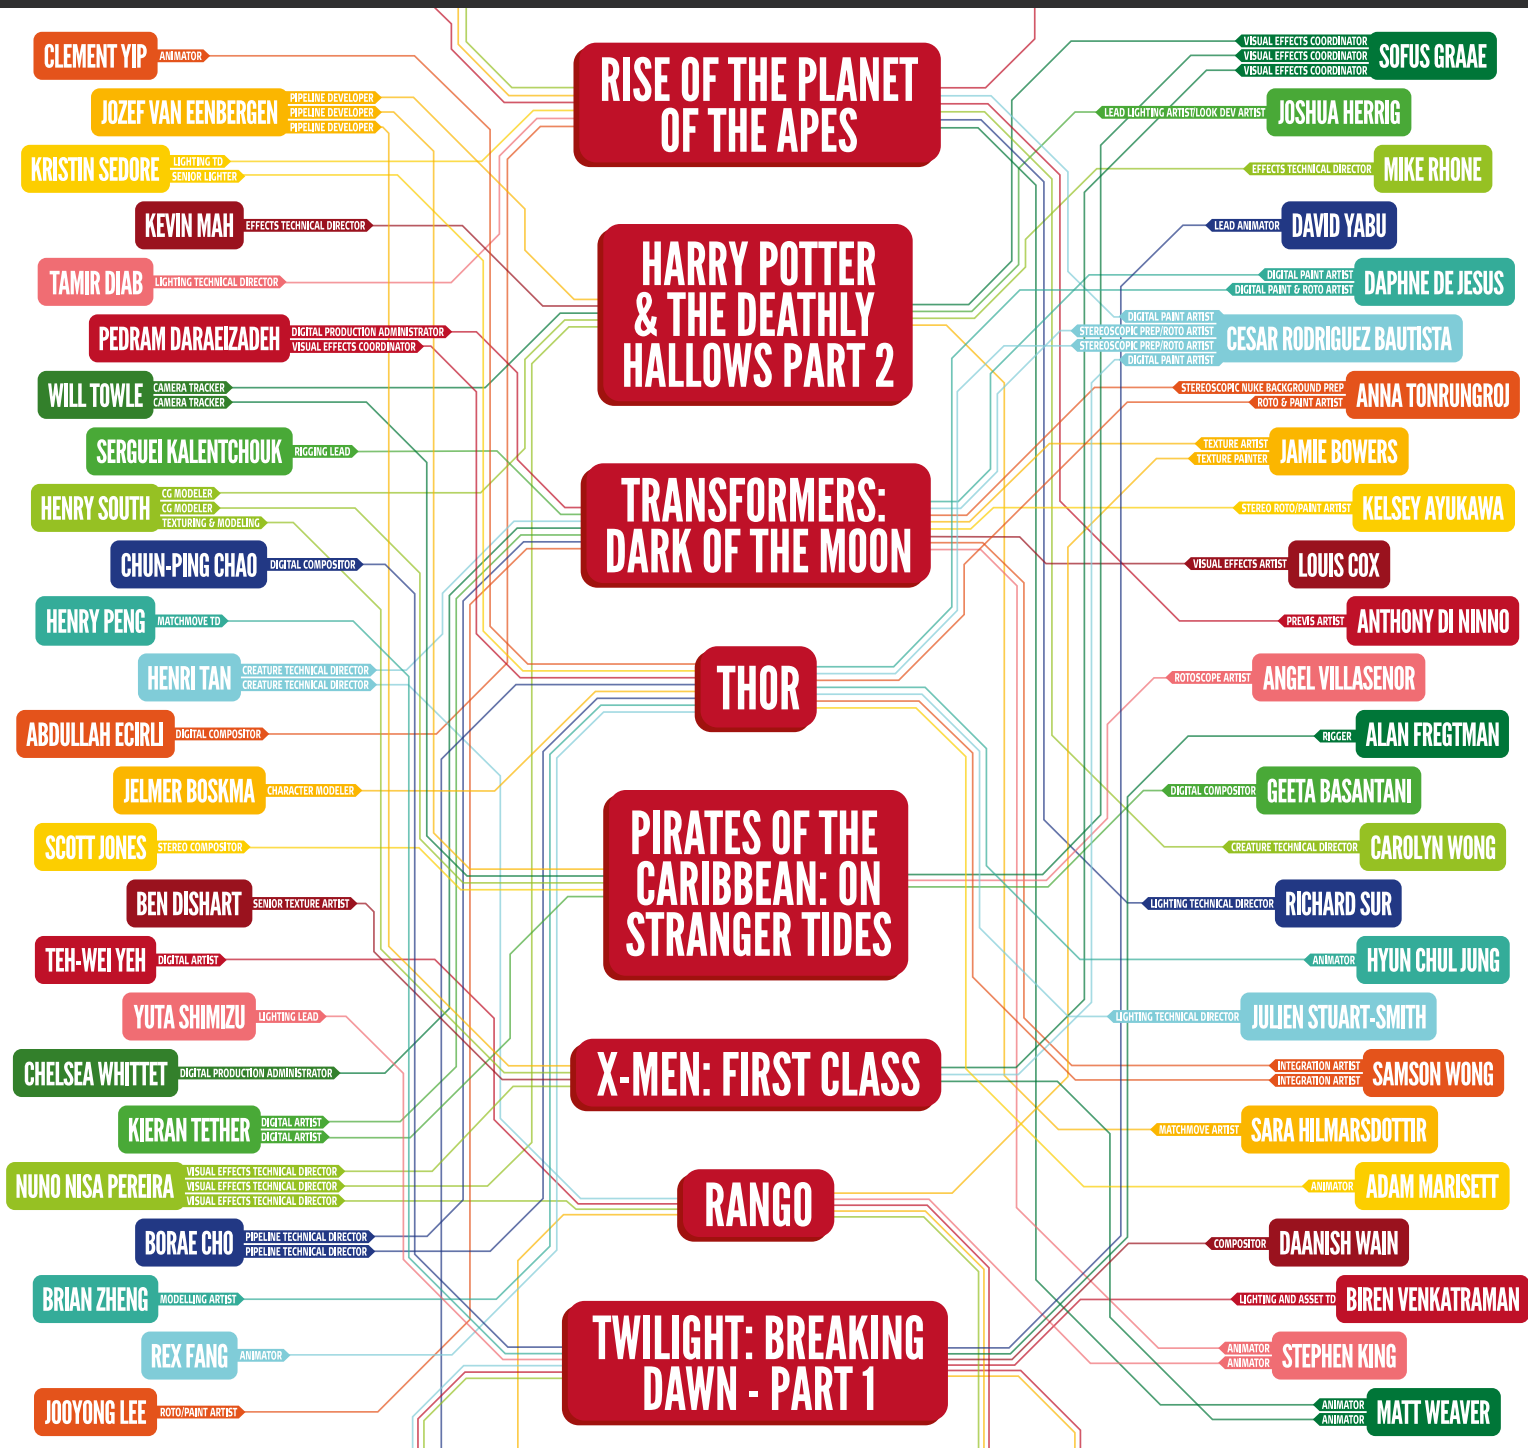 CLEMENT YIP
ANIMATOR
JOZEF VAN EENBERGEN
PIPELINE DEVELOPER
PIPELINE DEVELOPER
PIPELINE DEVELOPER
KRISTIN SEDORE
LIGHTING TD
SENIOR LIGHTER
KEVIN MAH
EFFECTS TECHNICAL DIRECTOR
TAMIR DIAB
LIGHTING TECHNICAL DIRECTOR
PEDRAM DARAEIZADEH
DIGITAL PRODUCTION ADMINISTRATOR
VISUAL EFFECTS COORDINATOR
WILL TOWLE
CAMERA TRACKER
CAMERA TRACKER
SERGUEI KALENTCHOUK
RIGGING LEAD
HENRY SOUTH
CG MODELER
CG MODELER
TEXTURING & MODELING
CHUN-PING CHAO
DIGITAL COMPOSITOR
HENRY PENG
MATCHMOVE TD
HENRI TAN
CREATURE TECHNICAL DIRECTOR
CREATURE TECHNICAL DIRECTOR
ABDULLAH ECIRLI
DIGITAL COMPOSITOR
JELMER BOSKMA
CHARACTER MODELER
SCOTT JONES
STEREO COMPOSITOR
BEN DISHART
SENIOR TEXTURE ARTIST
TEH-WEI YEH
DIGITAL ARTIST
YUTA SHIMIZU
LIGHTING LEAD
CHELSEA WHITTET
DIGITAL PRODUCTION ADMINISTRATOR
KIERAN TETHER
DIGITAL ARTIST
DIGITAL ARTIST
NUNO NISA PEREIRA
VISUAL EFFECTS TECHNICAL DIRECTOR
VISUAL EFFECTS TECHNICAL DIRECTOR
VISUAL EFFECTS TECHNICAL DIRECTOR
BORAE CHO
PIPELINE TECHNICAL DIRECTOR
PIPELINE TECHNICAL DIRECTOR
BRIAN ZHENG
MODELLING ARTIST
REX FANG
ANIMATOR
JOOYONG LEE
ROTO/PAINT ARTIST
RISE OF THE PLANET
OF THE APES
HARRY POTTER
& THE DEATHLY
HALLOWS PART 2
TRANSFORMERS:
DARK OF THE MOON
THOR
PIRATES OF THE
CARIBBEAN: ON
STRANGER TIDES
X-MEN: FIRST CLASS
RANGO
TWILIGHT: BREAKING
DAWN - PART 1
VISUAL EFFECTS COORDINATOR
VISUAL EFFECTS COORDINATOR
VISUAL EFFECTS COORDINATOR
SOFUS GRAAE
LEAD LIGHTING ARTIST/LOOK DEV ARTIST
JOSHUA HERRIG
EFFECTS TECHNICAL DIRECTOR
MIKE RHONE
LEAD ANIMATOR
DAVID YABU
DIGITAL PAINT ARTIST
DIGITAL PAINT & ROTO ARTIST
DAPHNE DE JESUS
DIGITAL PAINT ARTIST
STEREOSCOPIC PREP/ROTO ARTIST
STEREOSCOPIC PREP/ROTO ARTIST
DIGITAL PAINT ARTIST
CESAR RODRIGUEZ BAUTISTA
STEREOSCOPIC NUKE BACKGROUND PREP
ROTO & PAINT ARTIST
ANNA TONRUNGROJ
TEXTURE ARTIST
TEXTURE PAINTER
JAMIE BOWERS
STEREO ROTO/PAINT ARTIST
KELSEY AYUKAWA
VISUAL EFFECTS ARTIST
LOUIS COX
PREVIS ARTIST
ANTHONY DI NINNO
ROTOSCOPE ARTIST
ANGEL VILLASENOR
RIGGER
ALAN FREGTMAN
DIGITAL COMPOSITOR
GEETA BASANTANI
CREATURE TECHNICAL DIRECTOR
CAROLYN WONG
LIGHTING TECHNICAL DIRECTOR
RICHARD SUR
ANIMATOR
HYUN CHUL JUNG
LIGHTING TECHNICAL DIRECTOR
JULIEN STUART-SMITH
INTEGRATION ARTIST
INTEGRATION ARTIST
SAMSON WONG
MATCHMOVE ARTIST
SARA HILMARSDOTTIR
ANIMATOR
ADAM MARISETT
COMPOSITOR
DAANISH WAIN
LIGHTING AND ASSET TD
BIREN VENKATRAMAN
ANIMATOR
ANIMATOR
STEPHEN KING
ANIMATOR
ANIMATOR
MATT WEAVER